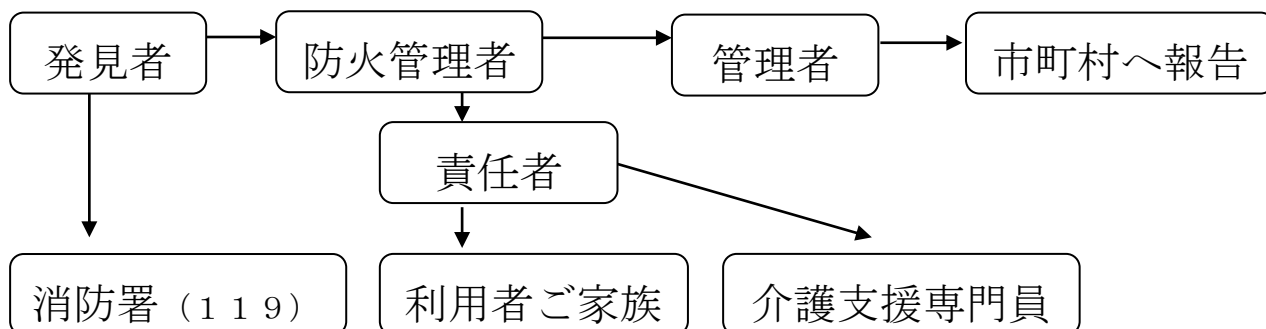 発見者
防火管理者
管理者
市町村へ報告
責任者
消防署（１１９）
利用者ご家族
介護支援専門員